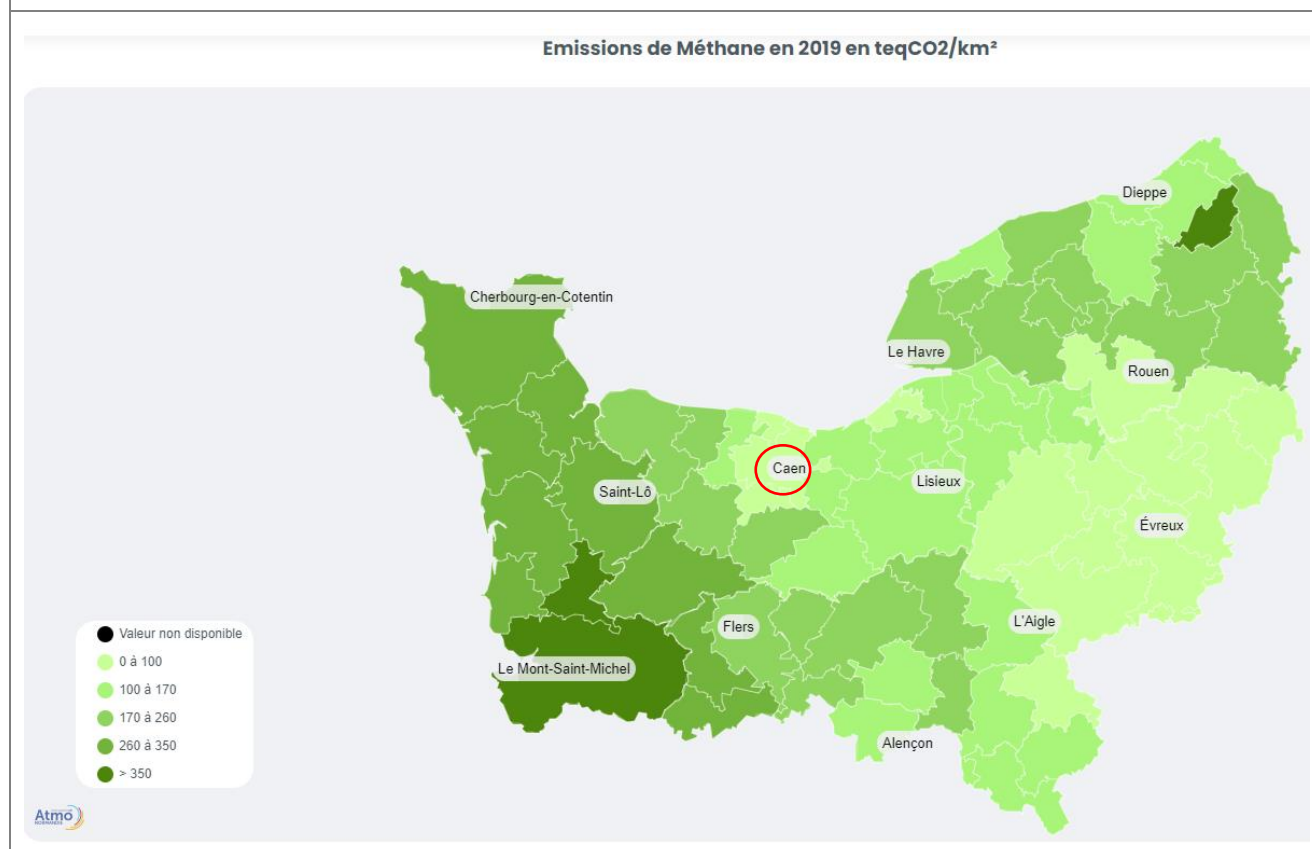 Emissions de Méthane en 2019 en teqCO2/km²
Dieppe
Cherbourg-en-Cotentin
Le Havre
Rouen
Caen
Lisieux
Saint-Lô
Évreux
L'Aigle
Flers
Le Mont-Saint-Michel
Alençon
Valeur non disponible
0 á 100
100 á 170
170 á 260
260 á 350
> 350
Atmo
NORMANDIE